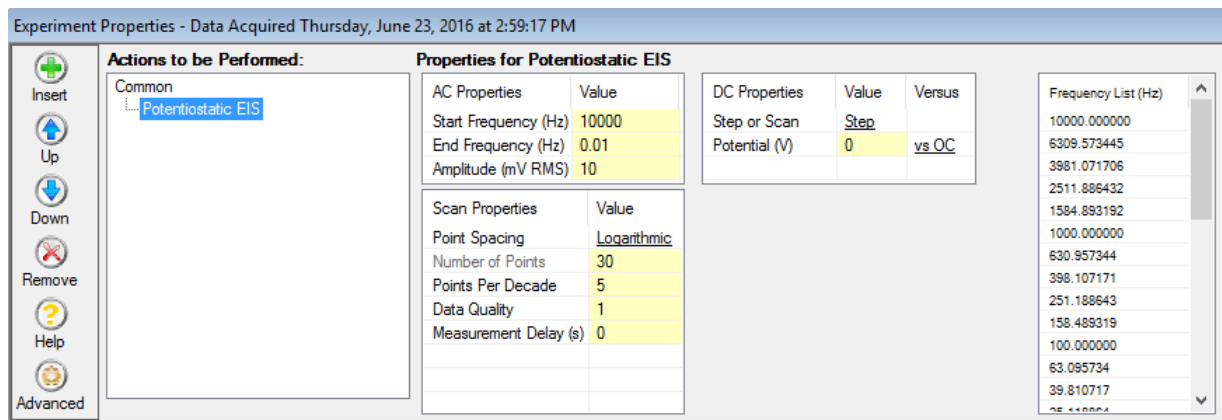 Experiment Properties - Data Acquired Thursday, June 23, 2016 at 2:59:17 PM
Insert
Up
Down
Remove
Help
Advanced
Actions to be Performed:
Common
Potentiostatic EIS
Properties for Potentiostatic EIS
AC Properties Value
Start Frequency (Hz) 10000
End Frequency (Hz) 0.01
Amplitude (mV RMS) 10
Scan Properties Value
Point Spacing Logarithmic
Number of Points 30
Points Per Decade 5
Data Quality 1
Measurement Delay (s) 0
DC Properties Value Versus
Step or Scan Step
Potential (V) 0 vs OC
Frequency List (Hz)
10000.000000
6309.573445
3981.071706
2511.886432
1584.893192
1000.000000
630.957344
398.107171
251.188643
158.489319
100.000000
63.095734
39.810717
25.118864